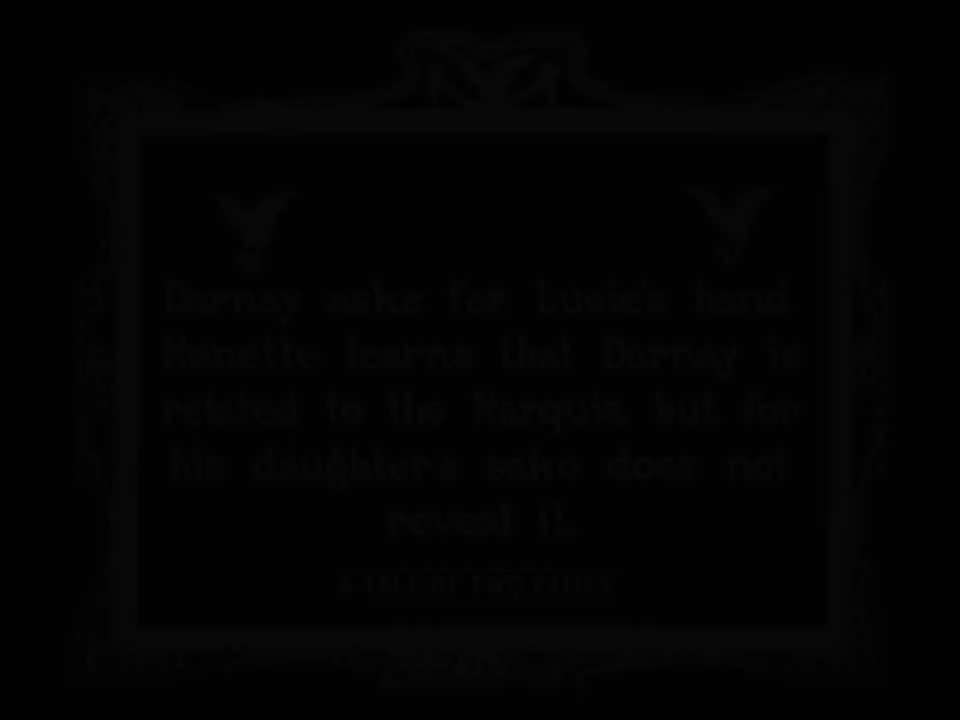 Darnay asks for Lucie's hand.
Manette learns that Darnay is
related to the Marquis, but for
his daughter's sake does not
reveal it.
A TALE OF TWO CITIES